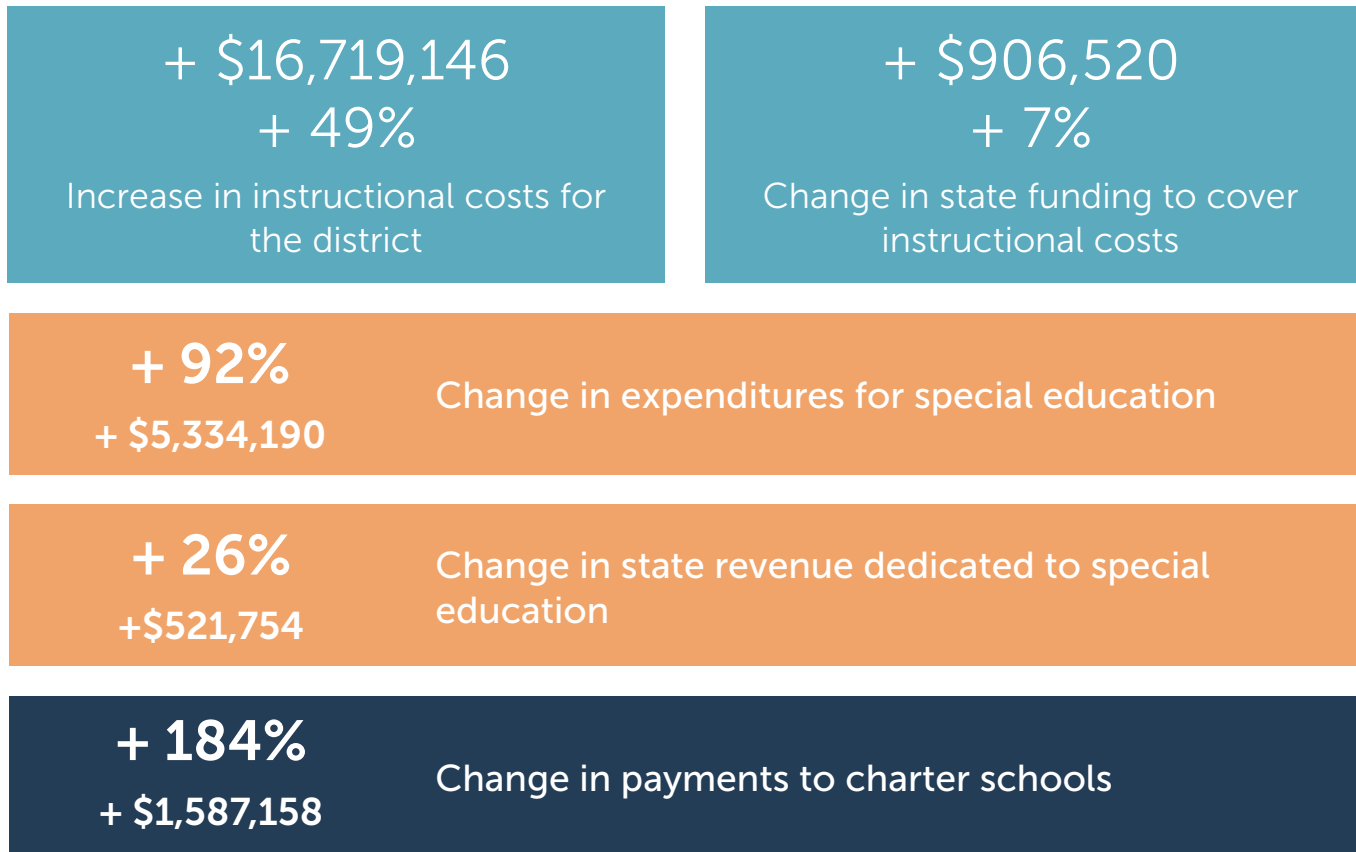 + $16,719,146
+ 49%
Increase in instructional costs for
the district
+ $906,520
+ 7%
Change in state funding to cover
instructional costs
+ 92%
+ $5,334,190
Change in expenditures for special education
+ 26%
+$521,754
Change in state revenue dedicated to special
education
+ 184%
+ $1,587,158
Change in payments to charter schools